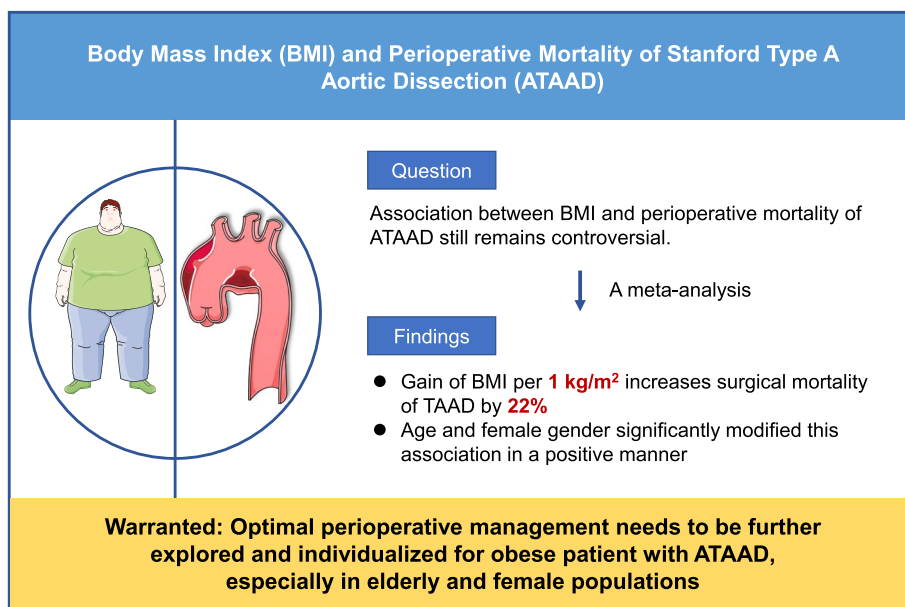 Body Mass Index (BMI) and Perioperative Mortality of Stanford Type A
Aortic Dissection (ATAAD)
Question
Association between BMI and perioperative mortality of
ATAAD still remains controversial.
A meta-analysis
Findings
● Gain of BMI per 1 kg/m² increases surgical mortality
of TAAD by 22%
● Age and female gender significantly modified this
association in a positive manner
Warranted: Optimal perioperative management needs to be further
explored and individualized for obese patient with ATAAD,
especially in elderly and female populations